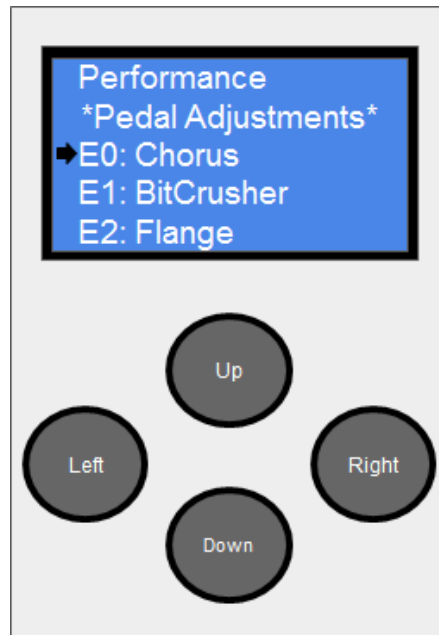 Performance
*Pedal Adjustments*
E0: Chorus
E1: BitCrusher
E2: Flange
Up
Left
Right
Down